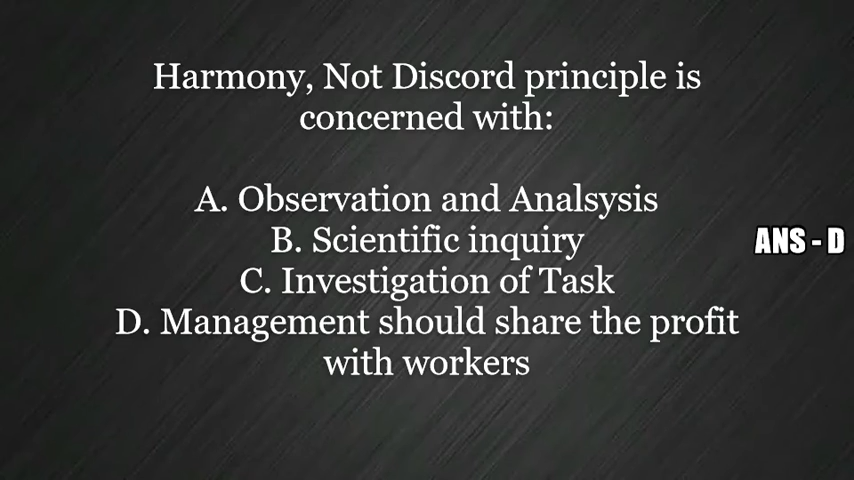 Harmony, Not Discord principle is
concerned with:
A. Observation and Analsysis
B. Scientific inquiry
C. Investigation of Task
D. Management should share the profit
with workers
ANS - D